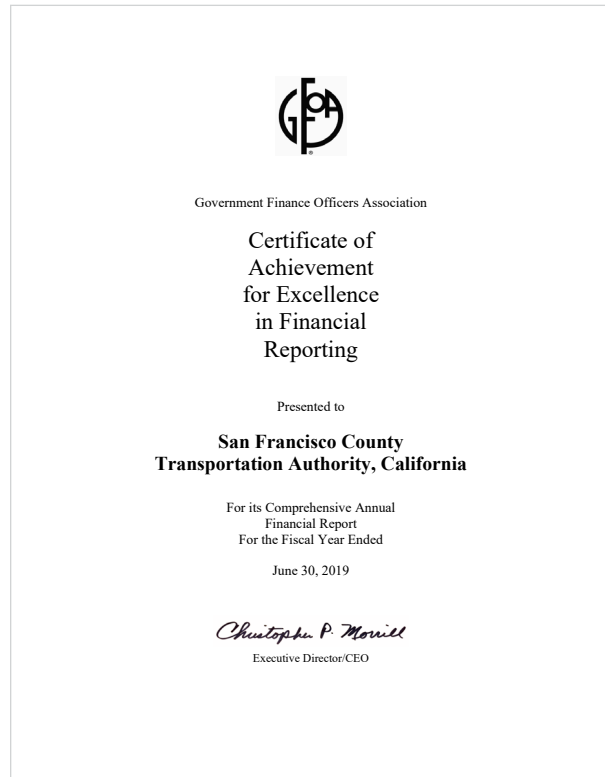 GFOA
®
Government Finance Officers Association
Certificate of
Achievement
for Excellence
in Financial
Reporting
Presented to
San Francisco County
Transportation Authority, California
For its Comprehensive Annual
Financial Report
For the Fiscal Year Ended
June 30, 2019
Christopher P. Morrill
Executive Director/CEO